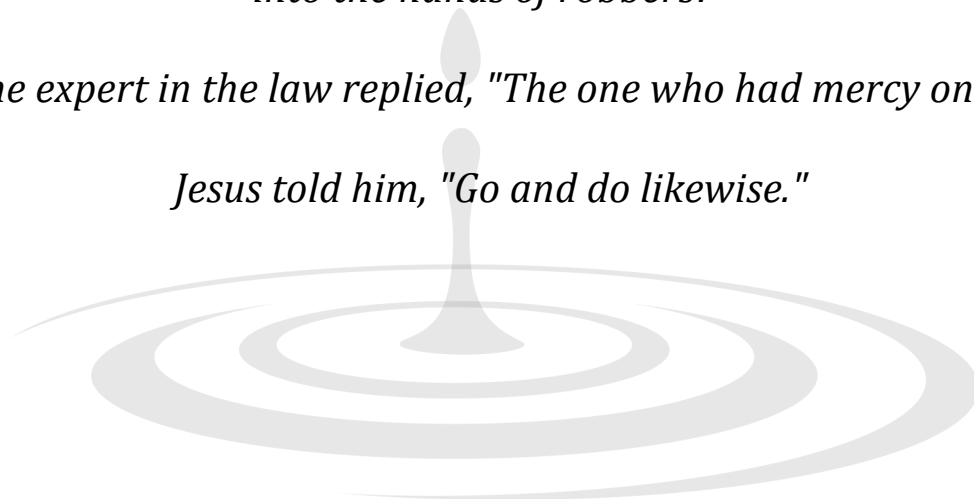 into the hands of robbers?
expert in the law replied, "The one who had mercy on
Jesus told him, "Go and do likewise."